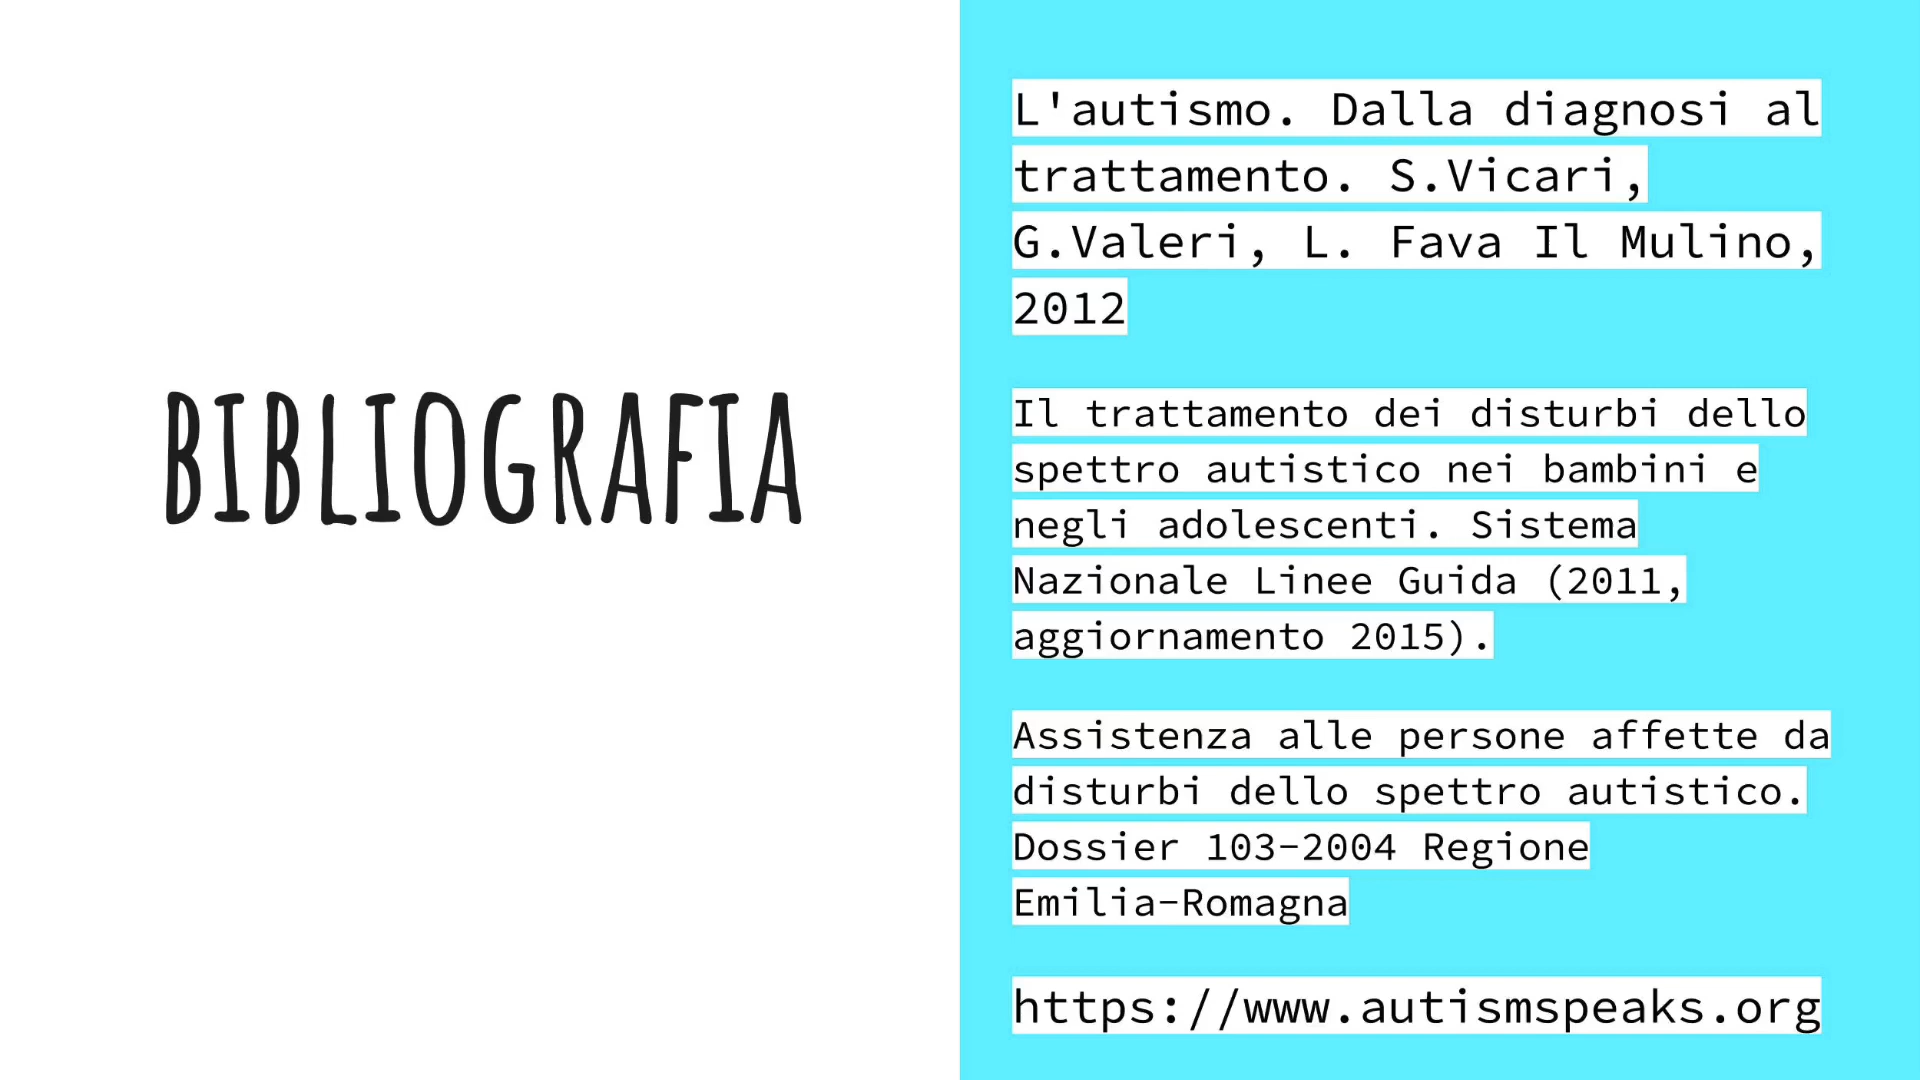 BIBLIOGRAFIA
L'autismo. Dalla diagnosi al
trattamento. S.Vicari,
G.Valeri, L. Fava Il Mulino,
2012
Il trattamento dei disturbi dello
spettro autistico nei bambini e
negli adolescenti. Sistema
Nazionale Linee Guida (2011,
aggiornamento 2015).
Assistenza alle persone affette da
disturbi dello spettro autistico.
Dossier 103-2004 Regione
Emilia-Romagna
https://www.autismspeaks.org